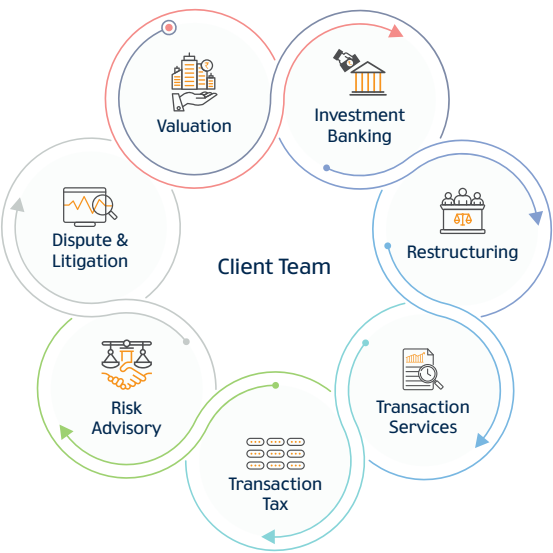 Valuation
Investment
Banking
Restructuring
Transaction
Services
Transaction
Tax
Risk
Advisory
Dispute &
Litigation
Client Team